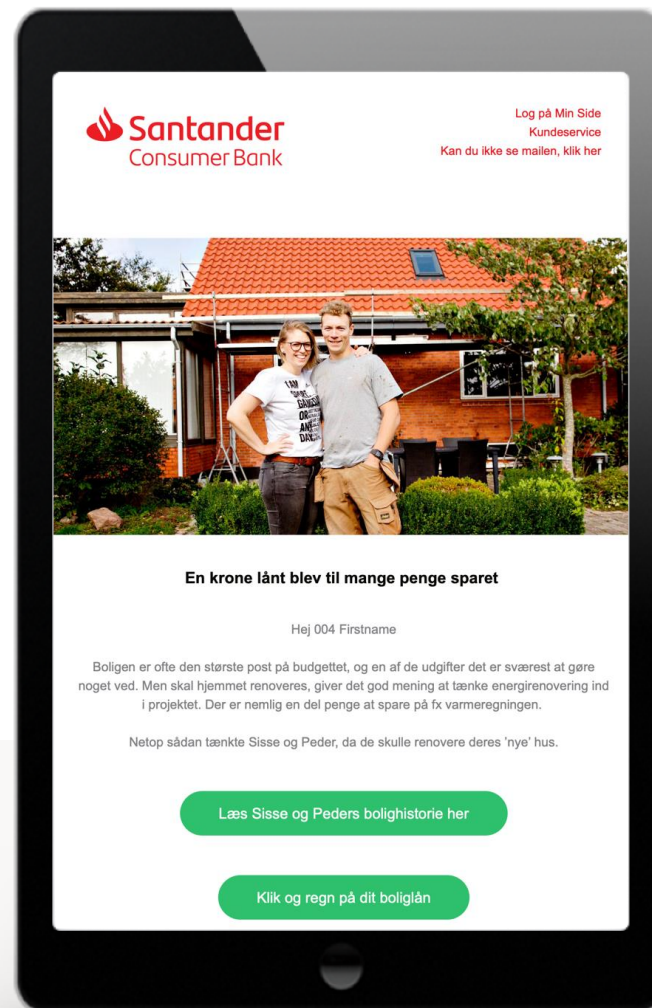 Santander
Consumer Bank
Log på Min Side
Kundeservice
Kan du ikke se mailen, klik her
I AM
OR
ANY
DAY.
En krone lånt blev til mange penge sparet
Hej 004 Firstname
Boligen er ofte den største post på budgettet, og en af de udgifter det er sværest at gøre
noget ved. Men skal hjemmet renoveres, giver det god mening at tænke energirenovering ind
i projektet. Der er nemlig en del penge at spare på fx varmeregningen.
Netop sådan tænkte Sisse og Peder, da de skulle renovere deres ’nye’ hus.
Læs Sisse og Peders bolighistorie her
Klik og regn på dit boliglån